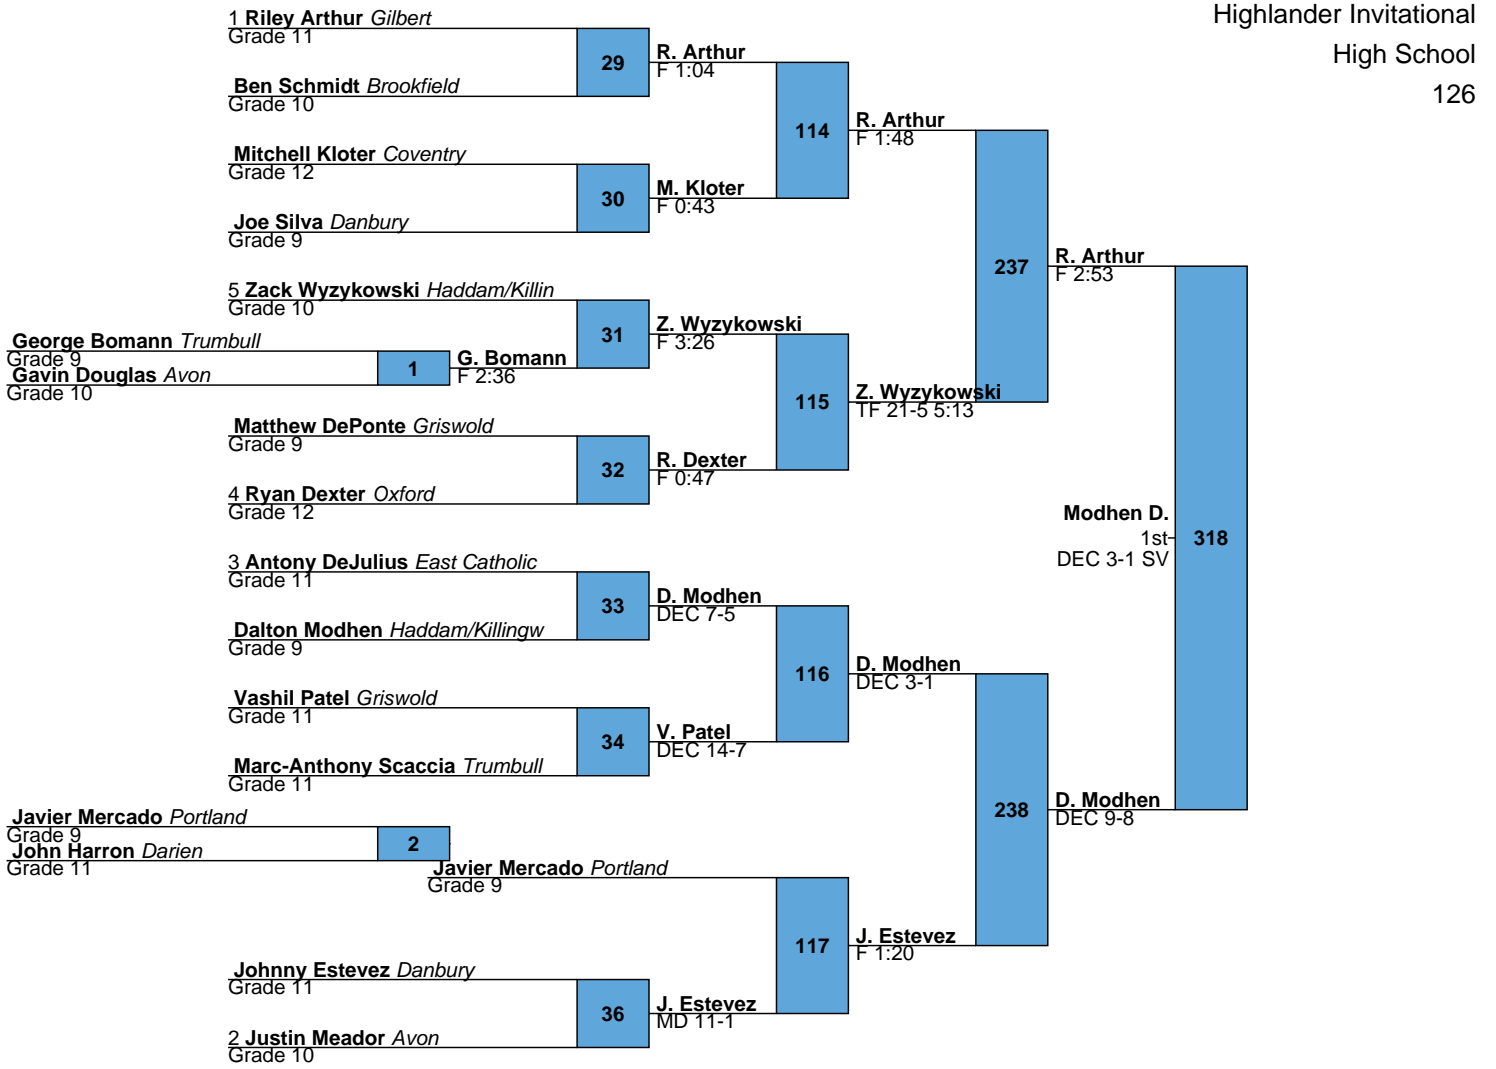 Highlander Invitational
High School
126
1 Riley Arthur Gilbert
Grade 11
29
R. Arthur
F 1:04
Ben Schmidt Brookfield
Grade 10
114
R. Arthur
F 1:48
Mitchell Kloter Coventry
Grade 12
30
M. Kloter
F 0:43
Joe Silva Danbury
Grade 9
237
R. Arthur
F 2:53
5 Zack Wyzykowski Haddam/Killin
Grade 10
31
Z. Wyzykowski
F 3:26
George Bomann Trumbull
Grade 9
1
G. Bomann
F 2:36
Gavin Douglas Avon
Grade 10
115
Z. Wyzykowski
TF 21-5 5:13
Matthew DePonte Griswold
Grade 9
32
R. Dexter
F 0:47
4 Ryan Dexter Oxford
Grade 12
Modhen D.
1st
DEC 3-1 SV
318
3 Antony DeJulius East Catholic
Grade 11
33
D. Modhen
DEC 7-5
Dalton Modhen Haddam/Killingw
Grade 9
116
D. Modhen
DEC 3-1
Vashil Patel Griswold
Grade 11
34
V. Patel
DEC 14-7
Marc-Anthony Scaccia Trumbull
Grade 11
238
D. Modhen
DEC 9-8
Javier Mercado Portland
Grade 9
2
John Harron Darien
Grade 11
Javier Mercado Portland
Grade 9
117
J. Estevez
F 1:20
Johnny Estevez Danbury
Grade 11
36
J. Estevez
MD 11-1
2 Justin Meador Avon
Grade 10